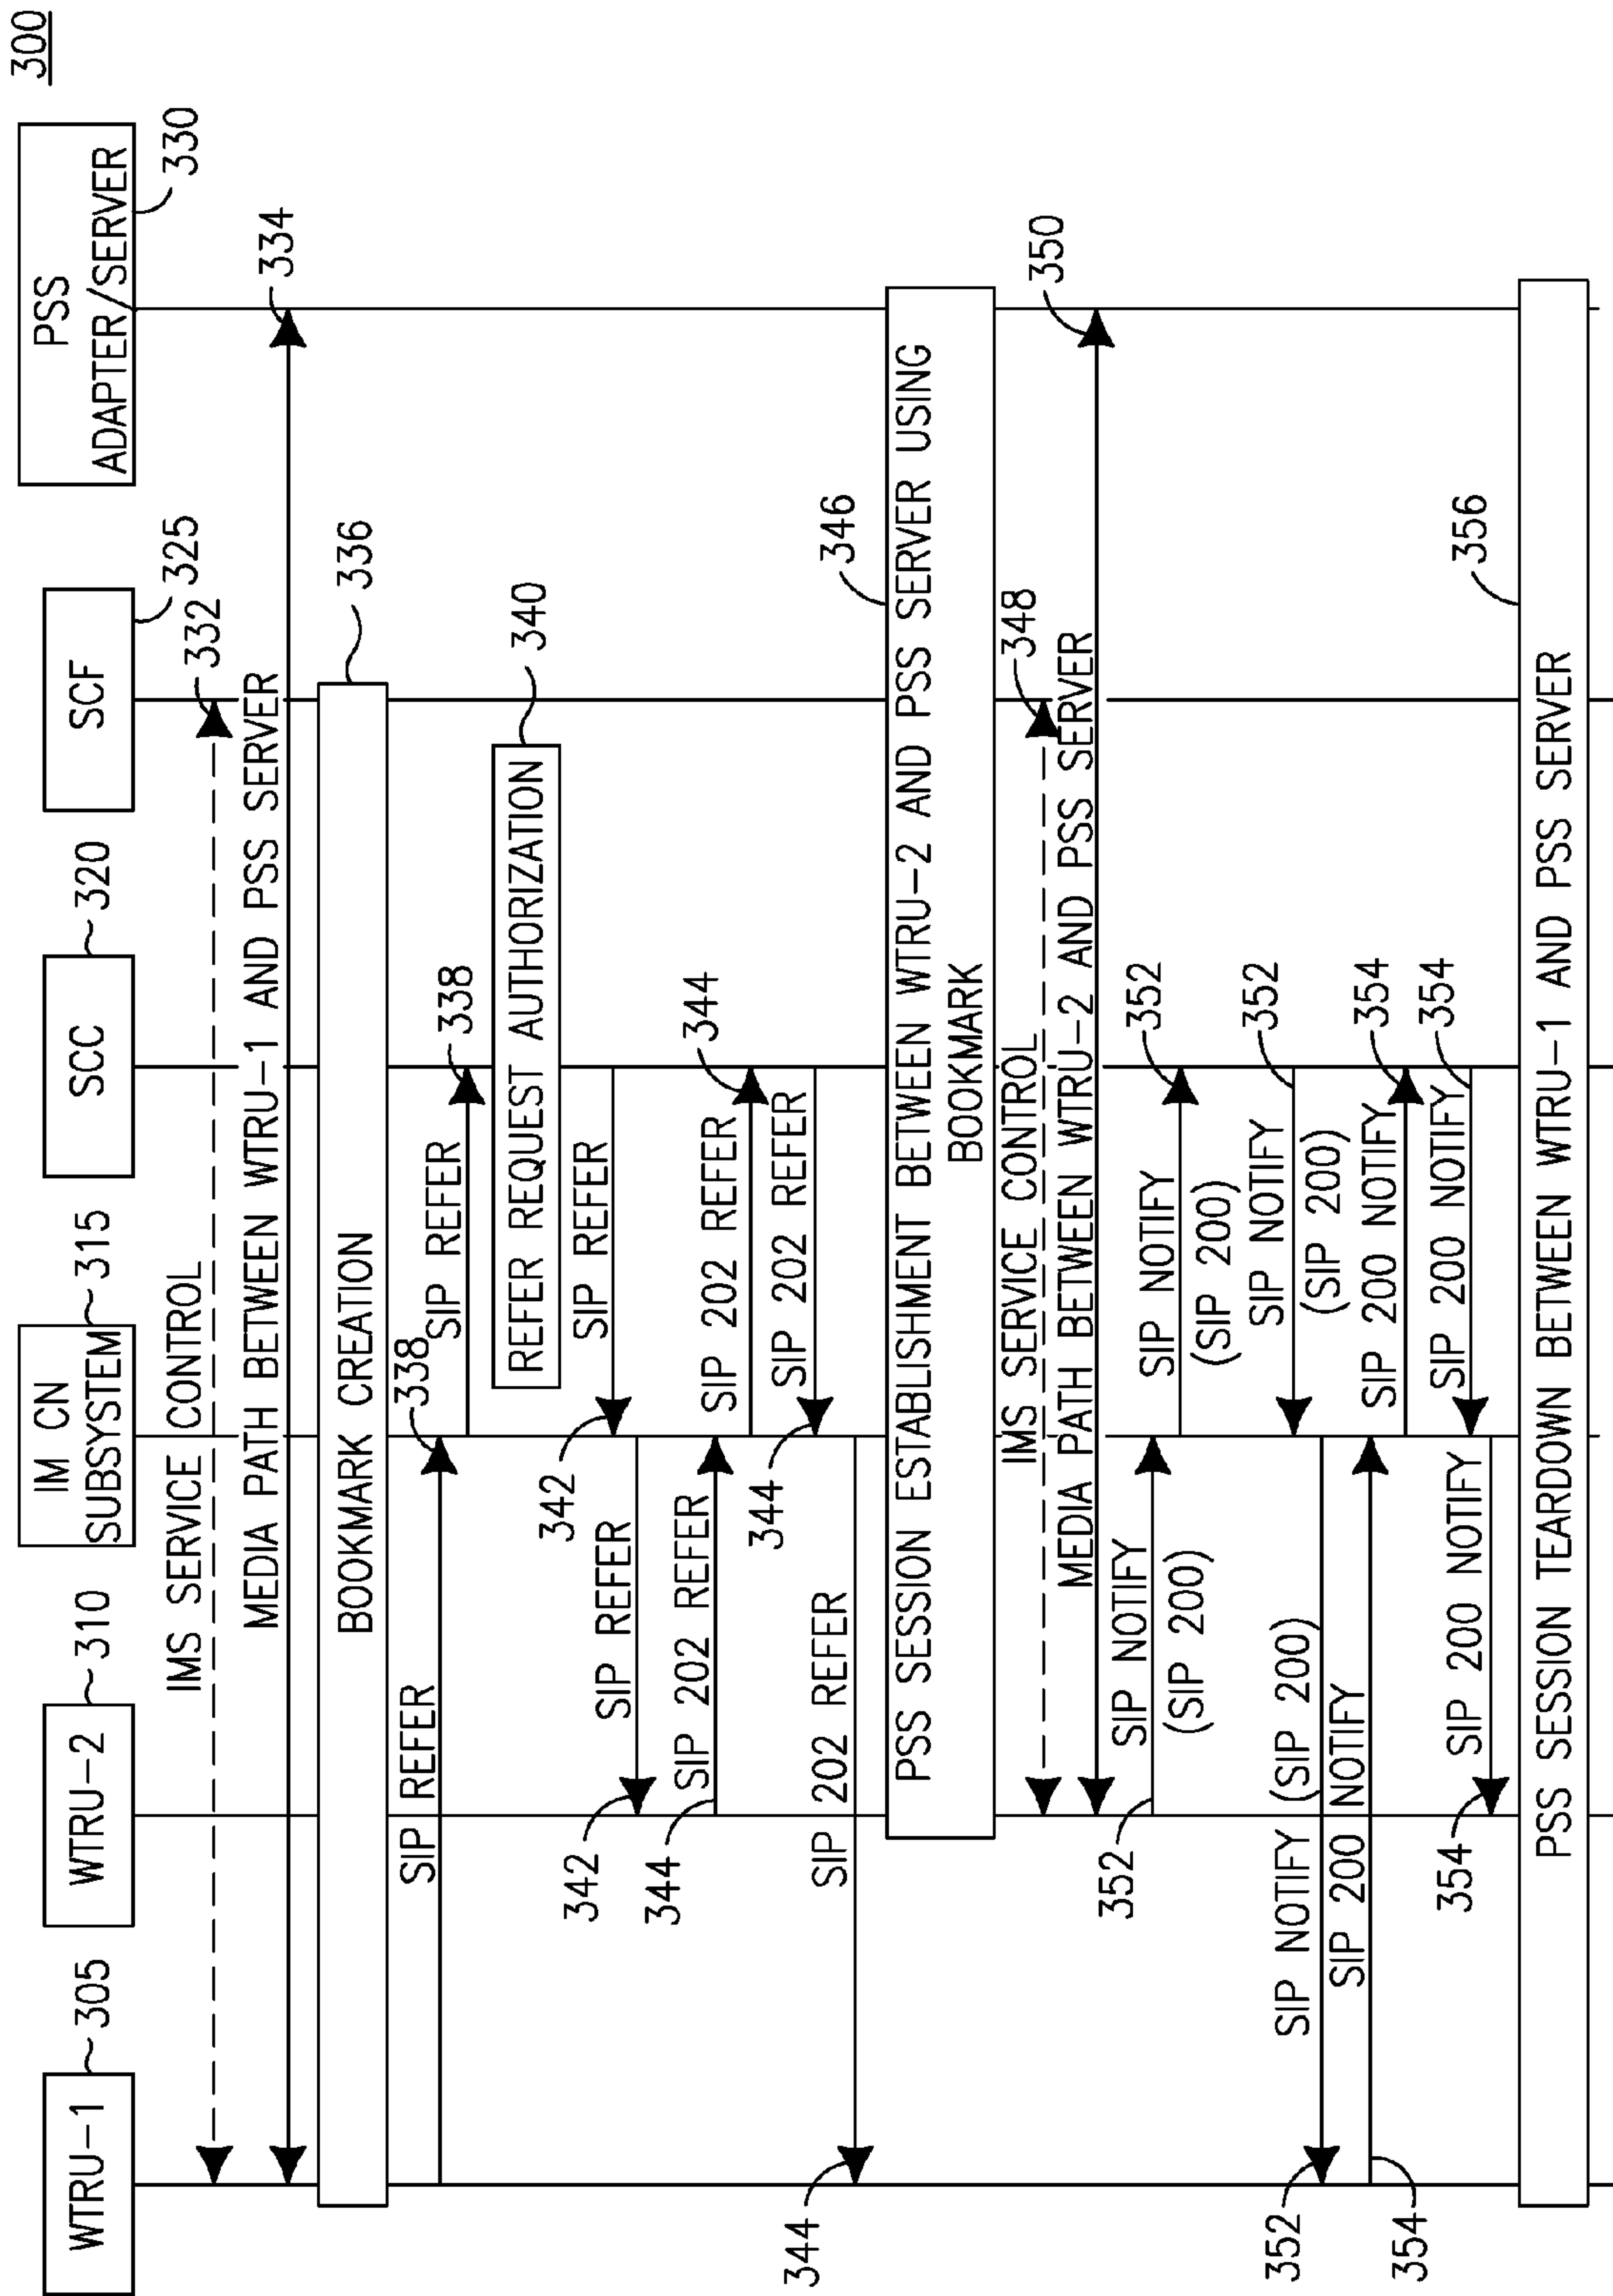 300
WTRU-1
305
WTRU-2
310
IM CN
SUBSYSTEM
315
SCC
320
SCF
325
PSS
ADAPTER/SERVER
330
IMS SERVICE CONTROL
332
MEDIA PATH BETWEEN WTRU-1 AND PSS SERVER
334
BOOKMARK CREATION
336
SIP REFER
338
SIP REFER
338
REFER REQUEST AUTHORIZATION
340
SIP REFER
342
SIP REFER
342
SIP 202 REFER
344
SIP 202 REFER
344
SIP 202 REFER
344
SIP 202 REFER
344
PSS SESSION ESTABLISHMENT BETWEEN WTRU-2 AND PSS SERVER USING
BOOKMARK
346
IMS SERVICE CONTROL
348
MEDIA PATH BETWEEN WTRU-2 AND PSS SERVER
350
SIP NOTIFY
(SIP 200)
352
SIP NOTIFY
(SIP 200)
352
SIP NOTIFY
(SIP 200)
352
SIP NOTIFY (SIP 200)
352
SIP 200 NOTIFY
354
SIP 200 NOTIFY
354
SIP 200 NOTIFY
354
SIP 200 NOTIFY
354
PSS SESSION TEARDOWN BETWEEN WTRU-1 AND PSS SERVER
356